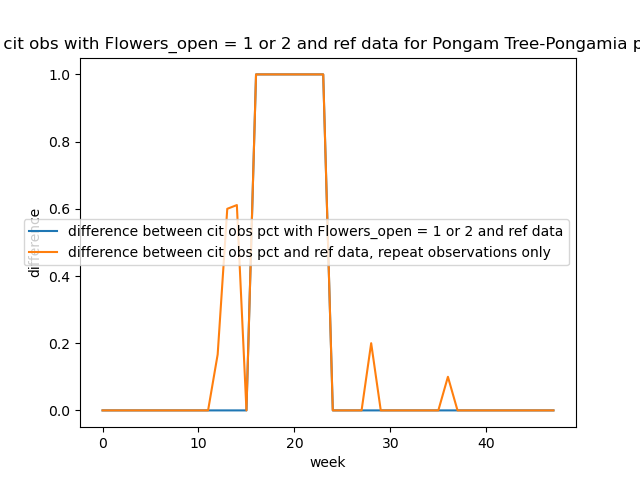 cit obs with Flowers_open = 1 or 2 and ref data for Pongam Tree-Pongamia p
1.0
0.8
0.6
0.4
0.2
0.0
difference
difference between cit obs pct with Flowers_open = 1 or 2 and ref data
difference between cit obs pct and ref data, repeat observations only
0 10 20 30 40
week